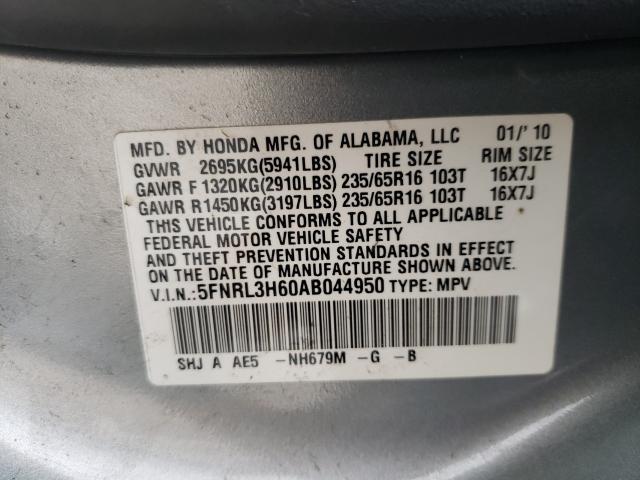 MFD. BY HONDA MFG. OF ALABAMA, LLC 01/' 10
GVWR 2695KG(5941LBS) TIRE SIZE RIM SIZE
GAWR F 1320KG(2910LBS) 235/65R16 103T 16X7J
GAWR R1450KG(3197LBS) 235/65R16 103T 16X7J
THIS VEHICLE CONFORMS TO ALL APPLICABLE
FEDERAL MOTOR VEHICLE SAFETY
AND THEFT PREVENTION STANDARDS IN EFFECT
ON THE DATE OF MANUFACTURE SHOWN ABOVE.
V.I.N.:5FNRL3H60AB044950 TYPE: MPV
SHJ A AE5 -NH679M -G -B